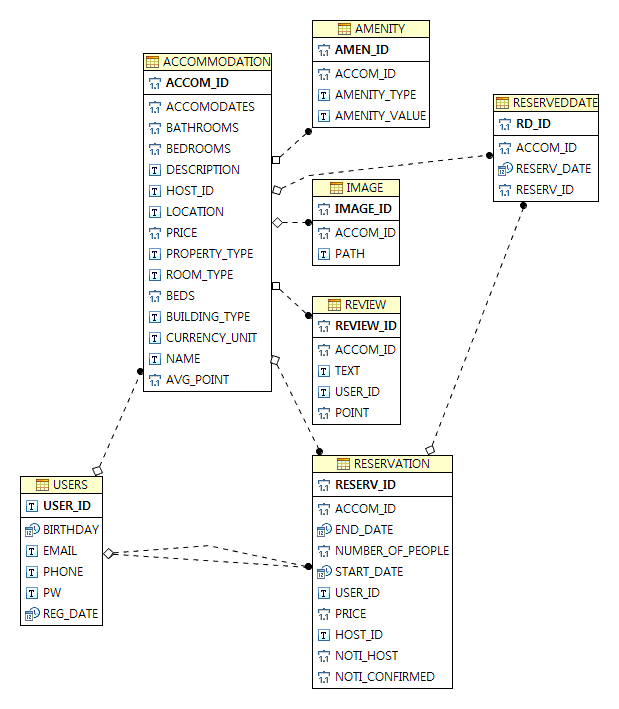 AMENITY
AMEN_ID
ACCOM_ID
AMENITY_TYPE
AMENITY_VALUE
ACCOMMODATION
ACCOM_ID
ACCOMODATES
BATHROOMS
BEDROOMS
DESCRIPTION
HOST_ID
LOCATION
PRICE
PROPERTY_TYPE
ROOM_TYPE
BEDS
BUILDING_TYPE
CURRENCY_UNIT
NAME
AVG_POINT
RESERVEDDATE
RD_ID
ACCOM_ID
RESERV_DATE
RESERV_ID
IMAGE
IMAGE_ID
ACCOM_ID
PATH
REVIEW
REVIEW_ID
ACCOM_ID
TEXT
USER_ID
POINT
RESERVATION
RESERV_ID
ACCOM_ID
END_DATE
NUMBER_OF_PEOPLE
START_DATE
USER_ID
PRICE
HOST_ID
NOTI_HOST
NOTI_CONFIRMED
USERS
USER_ID
BIRTHDAY
EMAIL
PHONE
PW
REG_DATE